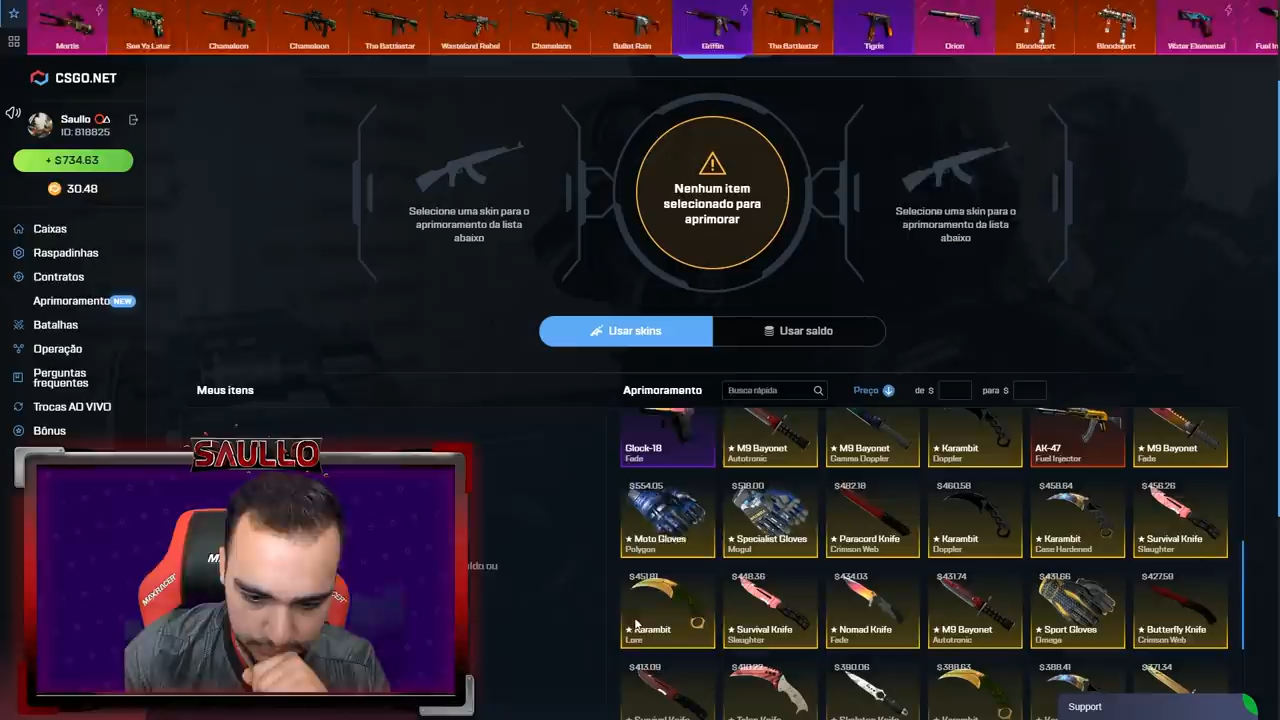 Mortis
See Ya Later
Chameleon
Chameleon
The Battlestar
Wasteland Rebel
Chameleon
Bullet Rain
Griffin
The Battlestar
Tigris
Orion
Bloodsport
Bloodsport
Water Elemental
CSGO.NET
Saullo
ID: 818825
+ $734.63
30.48
Caixas
Raspadinhas
Contratos
Aprimoramento NEW
Batalhas
Operação
Perguntas
frequentes
Trocas AO VIVO
Bônus
Selecione uma skin para o
aprimoramento da lista
abaixo
Nenhum item
selecionado para
aprimorar
Selecione uma skin para o
aprimoramento da lista
abaixo
Usar skins
Usar saldo
Meus itens
Aprimoramento
Busca rápida
Preço
de $
para $
Glock-18
Fade
★ M9 Bayonet
Autotronic
★ M9 Bayonet
Gamma Doppler
★ Karambit
Doppler
AK-47
Fuel Injector
★ M9 Bayonet
Fade
$554.05
★ Moto Gloves
Polygon
$518.00
★ Specialist Gloves
Mogul
$482.18
★ Paracord Knife
Crimson Web
$460.58
★ Karambit
Doppler
$458.64
★ Karambit
Case Hardened
$456.26
★ Survival Knife
Slaughter
$451.81
★ Karambit
Lore
$448.36
★ Survival Knife
Slaughter
$434.03
★ Nomad Knife
Fade
$431.74
★ M9 Bayonet
Autotronic
$431.66
★ Sport Gloves
Omega
$427.59
★ Butterfly Knife
Crimson Web
$413.09
$390.06
$388.63
$388.41
$371.34
Support
SAULLO
MAXRACER